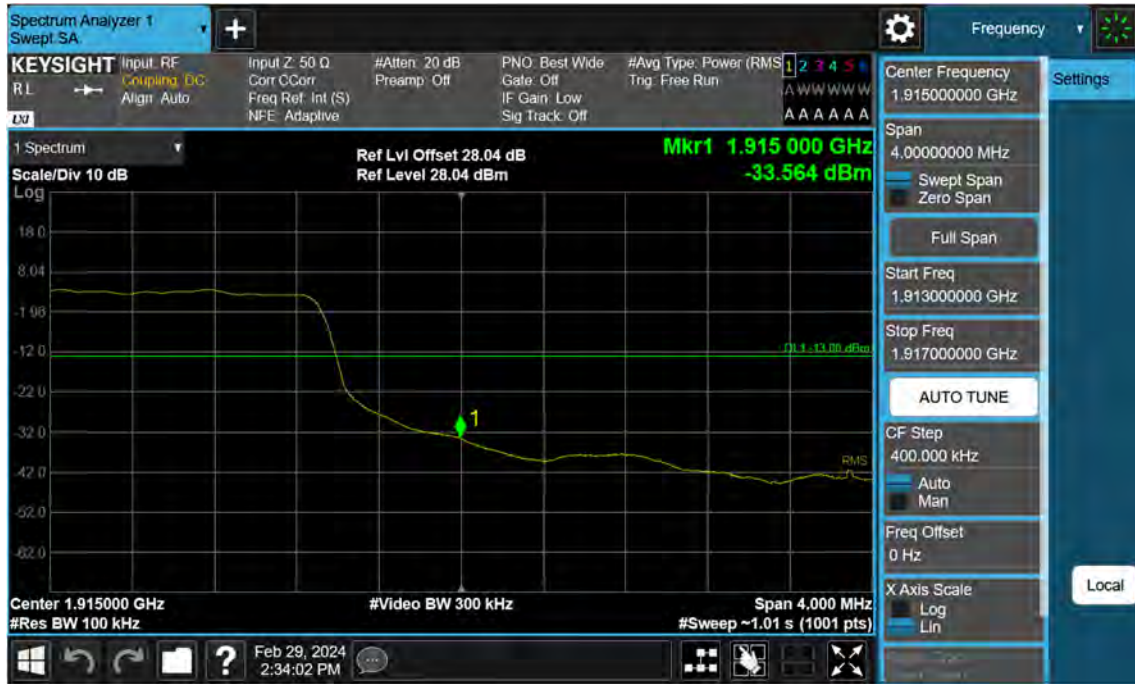 Spectrum Analyzer 1
Swept SA
Frequency
KEYSIGHT
RL
LXI
Input: RF
Coupling: DC
Align: Auto
Input Z: 50 Ω
Corr CCorr
Freq Ref: Int (S)
NFE: Adaptive
#Atten: 20 dB
Preamp: Off
PNO: Best Wide
Gate: Off
IF Gain: Low
Sig Track: Off
#Avg Type: Power (RMS
Trig: Free Run
1 2 3 4 5 6
A W W W W W
A A A A A A
1 Spectrum
Scale/Div 10 dB
Ref Lvl Offset 28.04 dB
Ref Level 28.04 dBm
Mkr1 1.915 000 GHz
-33.564 dBm
Log
18.0
8.04
-1.96
-12.0
-22.0
-32.0
-42.0
-52.0
-62.0
DL1 -13.00 dBm
1
RMS
Center 1.915000 GHz
#Res BW 100 kHz
#Video BW 300 kHz
Span 4.000 MHz
#Sweep ~1.01 s (1001 pts)
Center Frequency
1.915000000 GHz
Settings
Span
4.00000000 MHz
Swept Span
Zero Span
Full Span
Start Freq
1.913000000 GHz
Stop Freq
1.917000000 GHz
AUTO TUNE
CF Step
400.000 kHz
Auto
Man
Freq Offset
0 Hz
X Axis Scale
Log
Lin
Local
?
Feb 29, 2024
2:34:02 PM